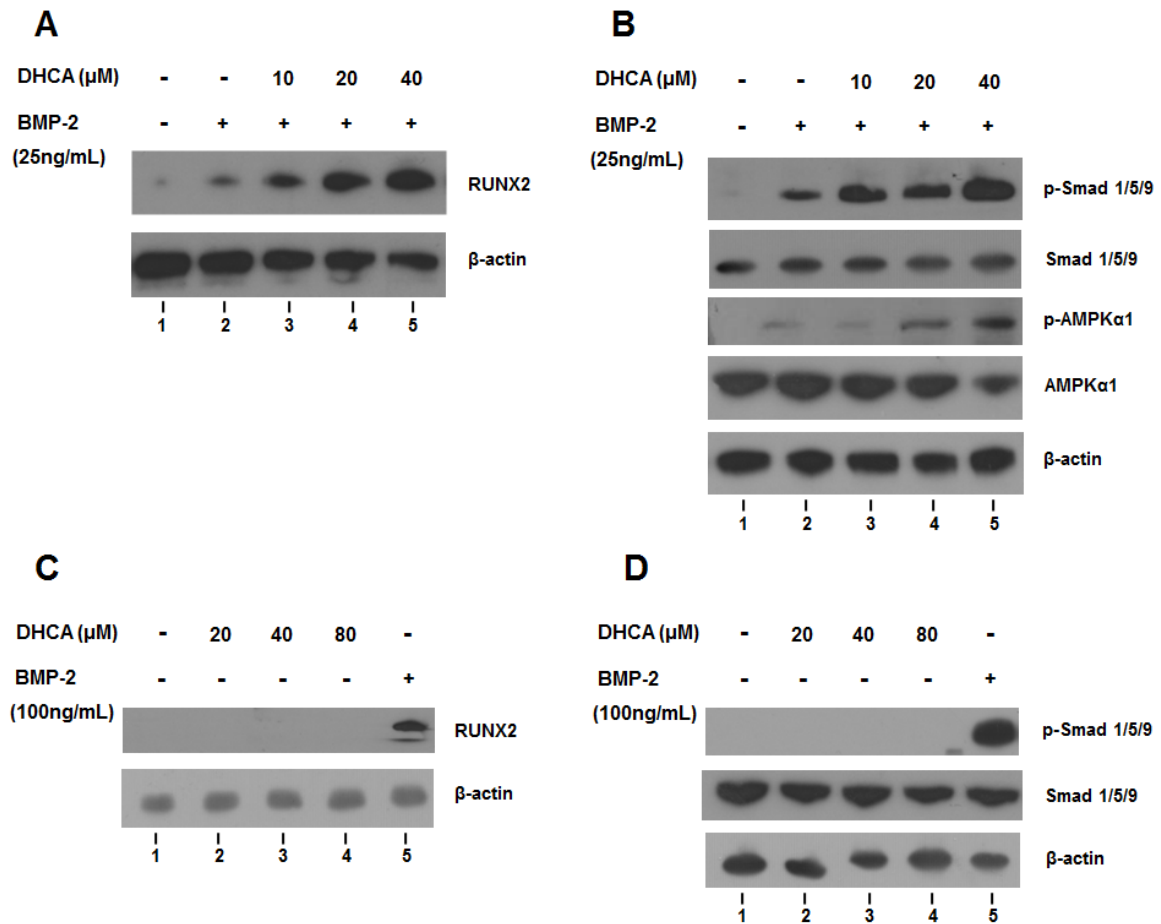 A
DHCA (µM) - - 10 20 40
BMP-2 - + + + +
(25ng/mL)
RUNX2
β-actin
1 2 3 4 5
B
DHCA (µM) - - 10 20 40
BMP-2 - + + + +
(25ng/mL)
p-Smad 1/5/9
Smad 1/5/9
p-AMPKα1
AMPKα1
β-actin
1 2 3 4 5
C
DHCA (µM) - 20 40 80 -
BMP-2 - - - - +
(100ng/mL)
RUNX2
β-actin
1 2 3 4 5
D
DHCA (µM) - 20 40 80 -
BMP-2 - - - - +
(100ng/mL)
p-Smad 1/5/9
Smad 1/5/9
β-actin
1 2 3 4 5